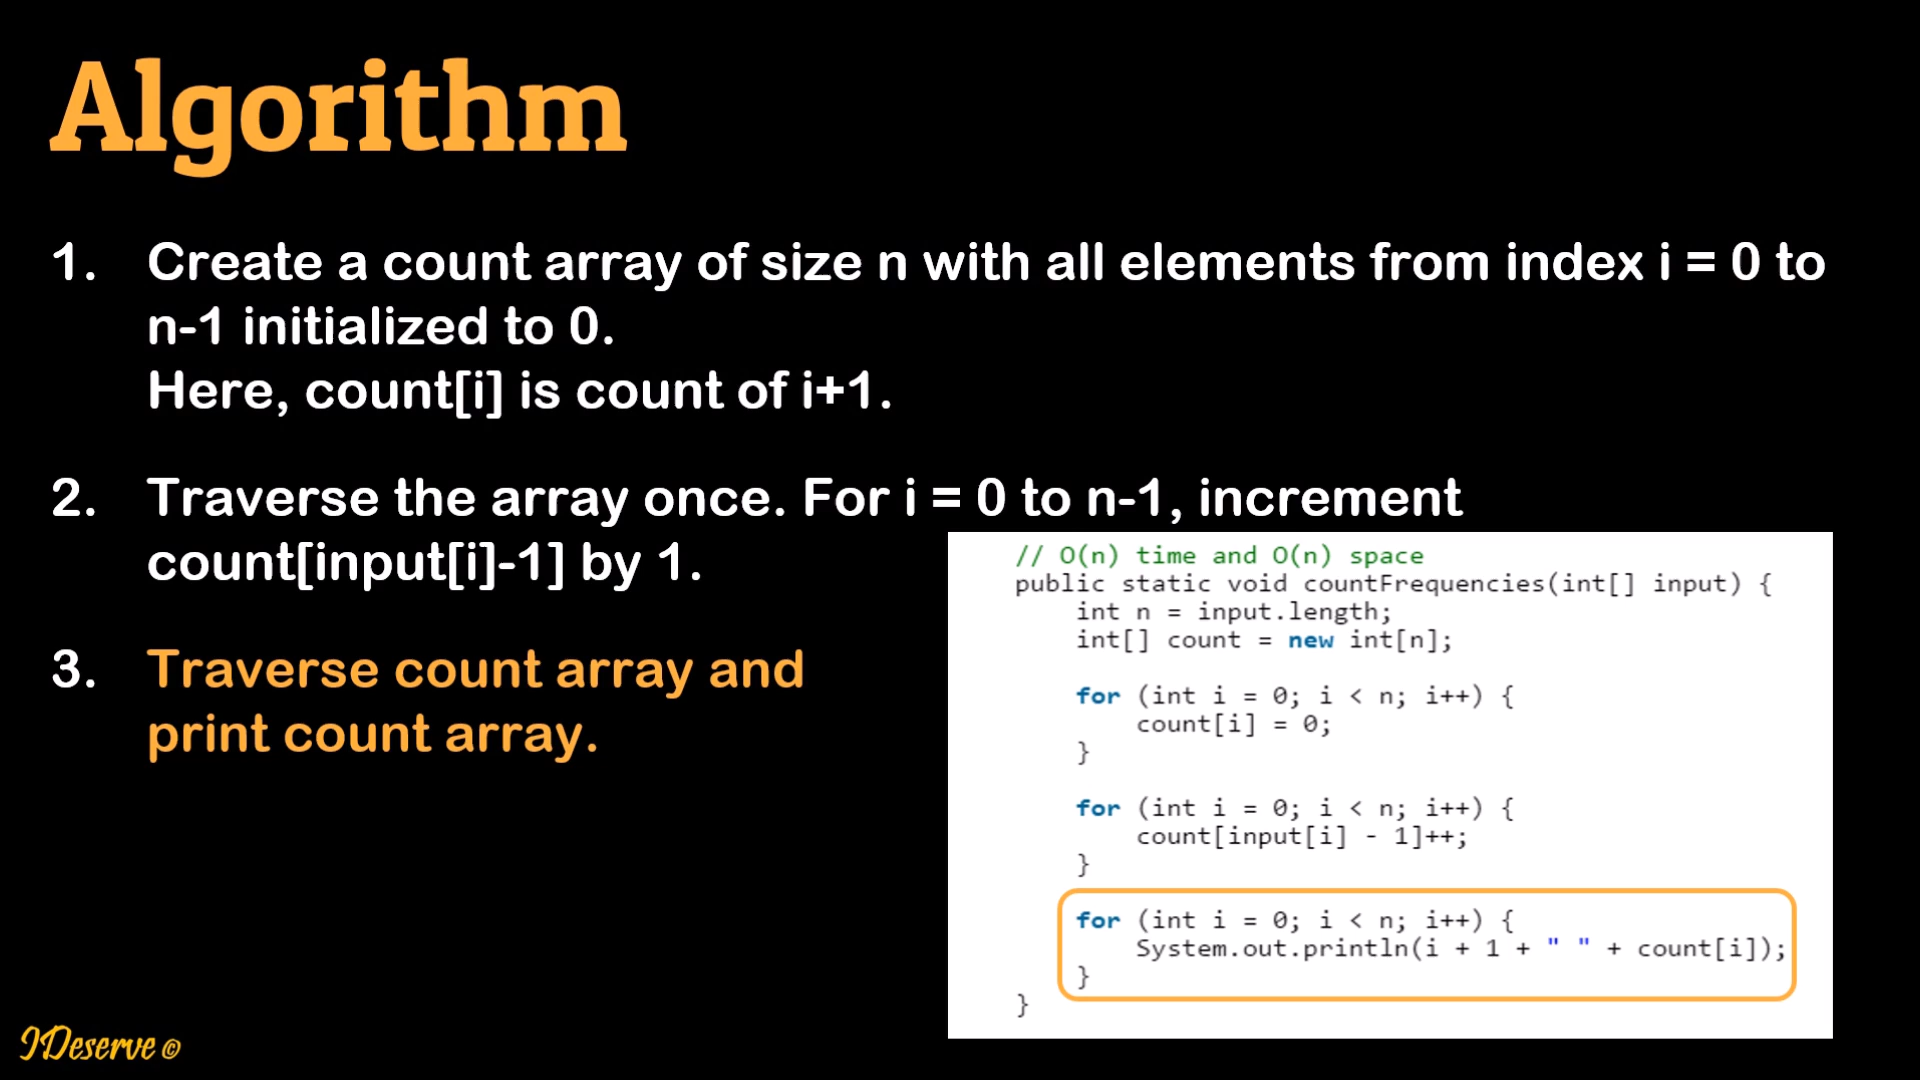 Algorithm
1. Create a count array of size n with all elements from index i = 0 to
n-1 initialized to 0.
Here, count[i] is count of i+1.
2. Traverse the array once. For i = 0 to n-1, increment
count[input[i]-1] by 1.
3. Traverse count array and
print count array.
// O(n) time and O(n) space
public static void countFrequencies(int[] input) {
int n = input.length;
int[] count = new int[n];
for (int i = 0; i < n; i++) {
count[i] = 0;
}
for (int i = 0; i < n; i++) {
count[input[i] - 1]++;
}
for (int i = 0; i < n; i++) {
System.out.println(i + 1 + " " + count[i]);
}
}
IDeserve ©